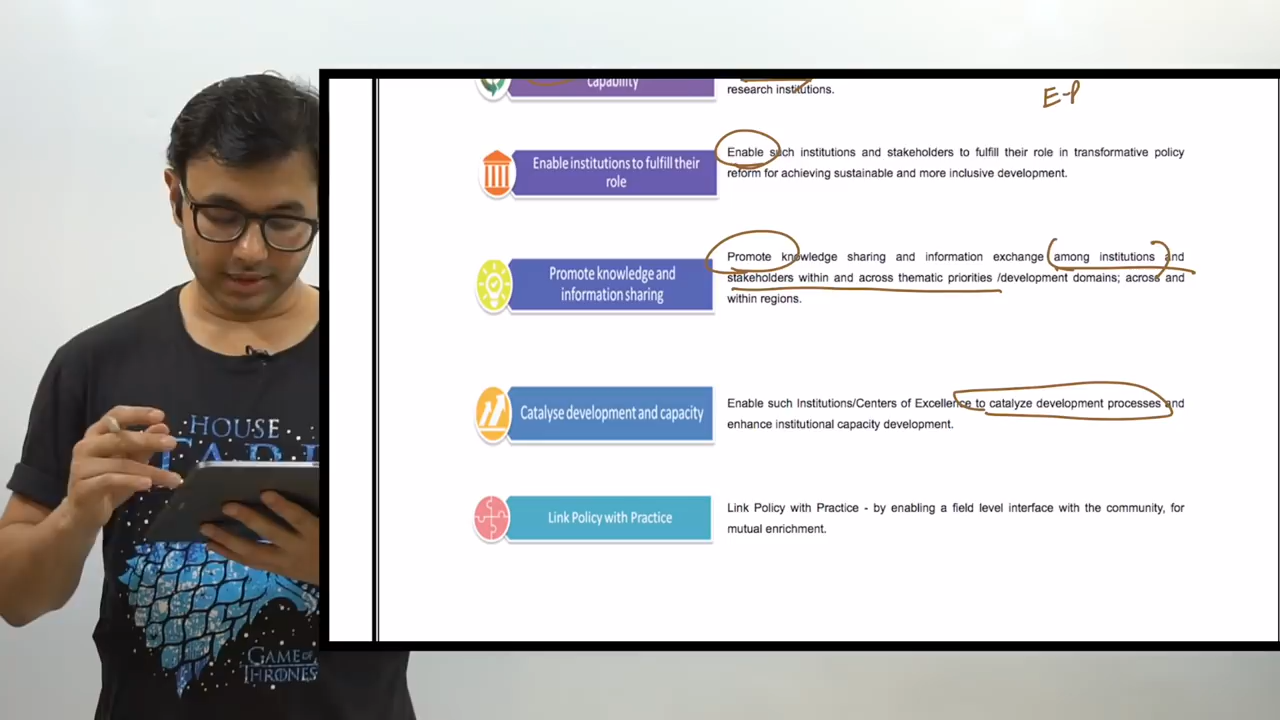 capability
research institutions.
E-P
Enable institutions to fulfill their
role
Enable such institutions and stakeholders to fulfill their role in transformative policy
reform for achieving sustainable and more inclusive development.
Promote knowledge and
information sharing
Promote knowledge sharing and information exchange among institutions and
stakeholders within and across thematic priorities /development domains; across and
within regions.
Catalyse development and capacity
Enable such Institutions/Centers of Excellence to catalyze development processes and
enhance institutional capacity development.
Link Policy with Practice
Link Policy with Practice - by enabling a field level interface with the community, for
mutual enrichment.
HOUSE
GAME OF
THRONES